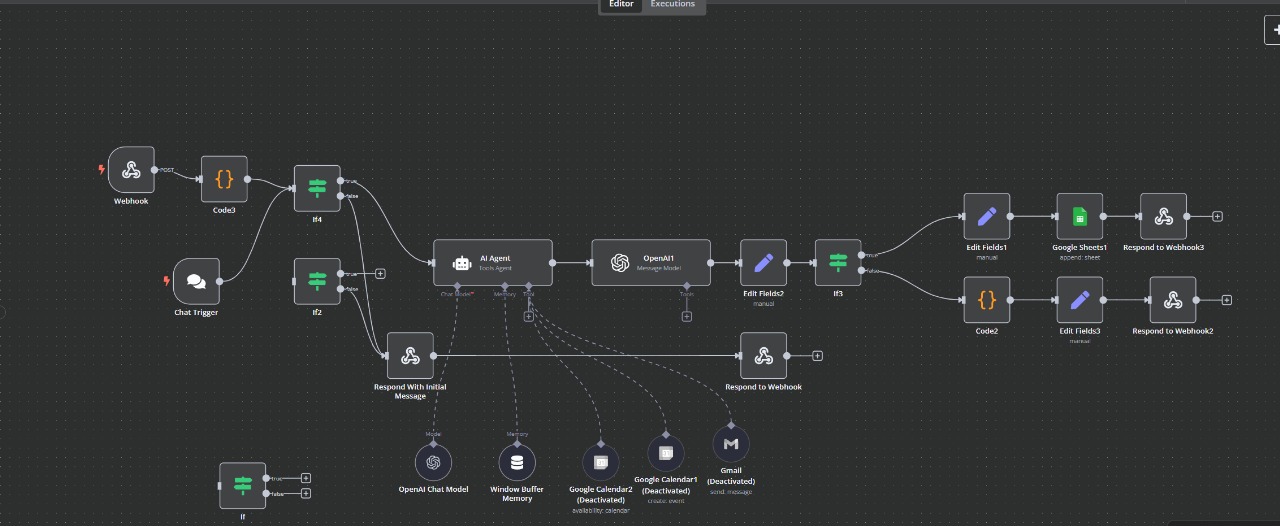 Editor
Executions
POST
Webhook
Code3
true
false
If4
Chat Trigger
true
false
If2
AI Agent
Tools Agent
Chat Model*
Memory
Tool
OpenAI1
Message Model
Tools
Edit Fields2
manual
true
false
If3
Edit Fields1
manual
Google Sheets1
append: sheet
Respond to Webhook3
Code2
Edit Fields3
manual
Respond to Webhook2
Respond With Initial
Message
Respond to Webhook
Model
OpenAI Chat Model
Memory
Window Buffer
Memory
Google Calendar2
(Deactivated)
availability: calendar
Google Calendar1
(Deactivated)
create: event
Gmail
(Deactivated)
send: message
true
false
If